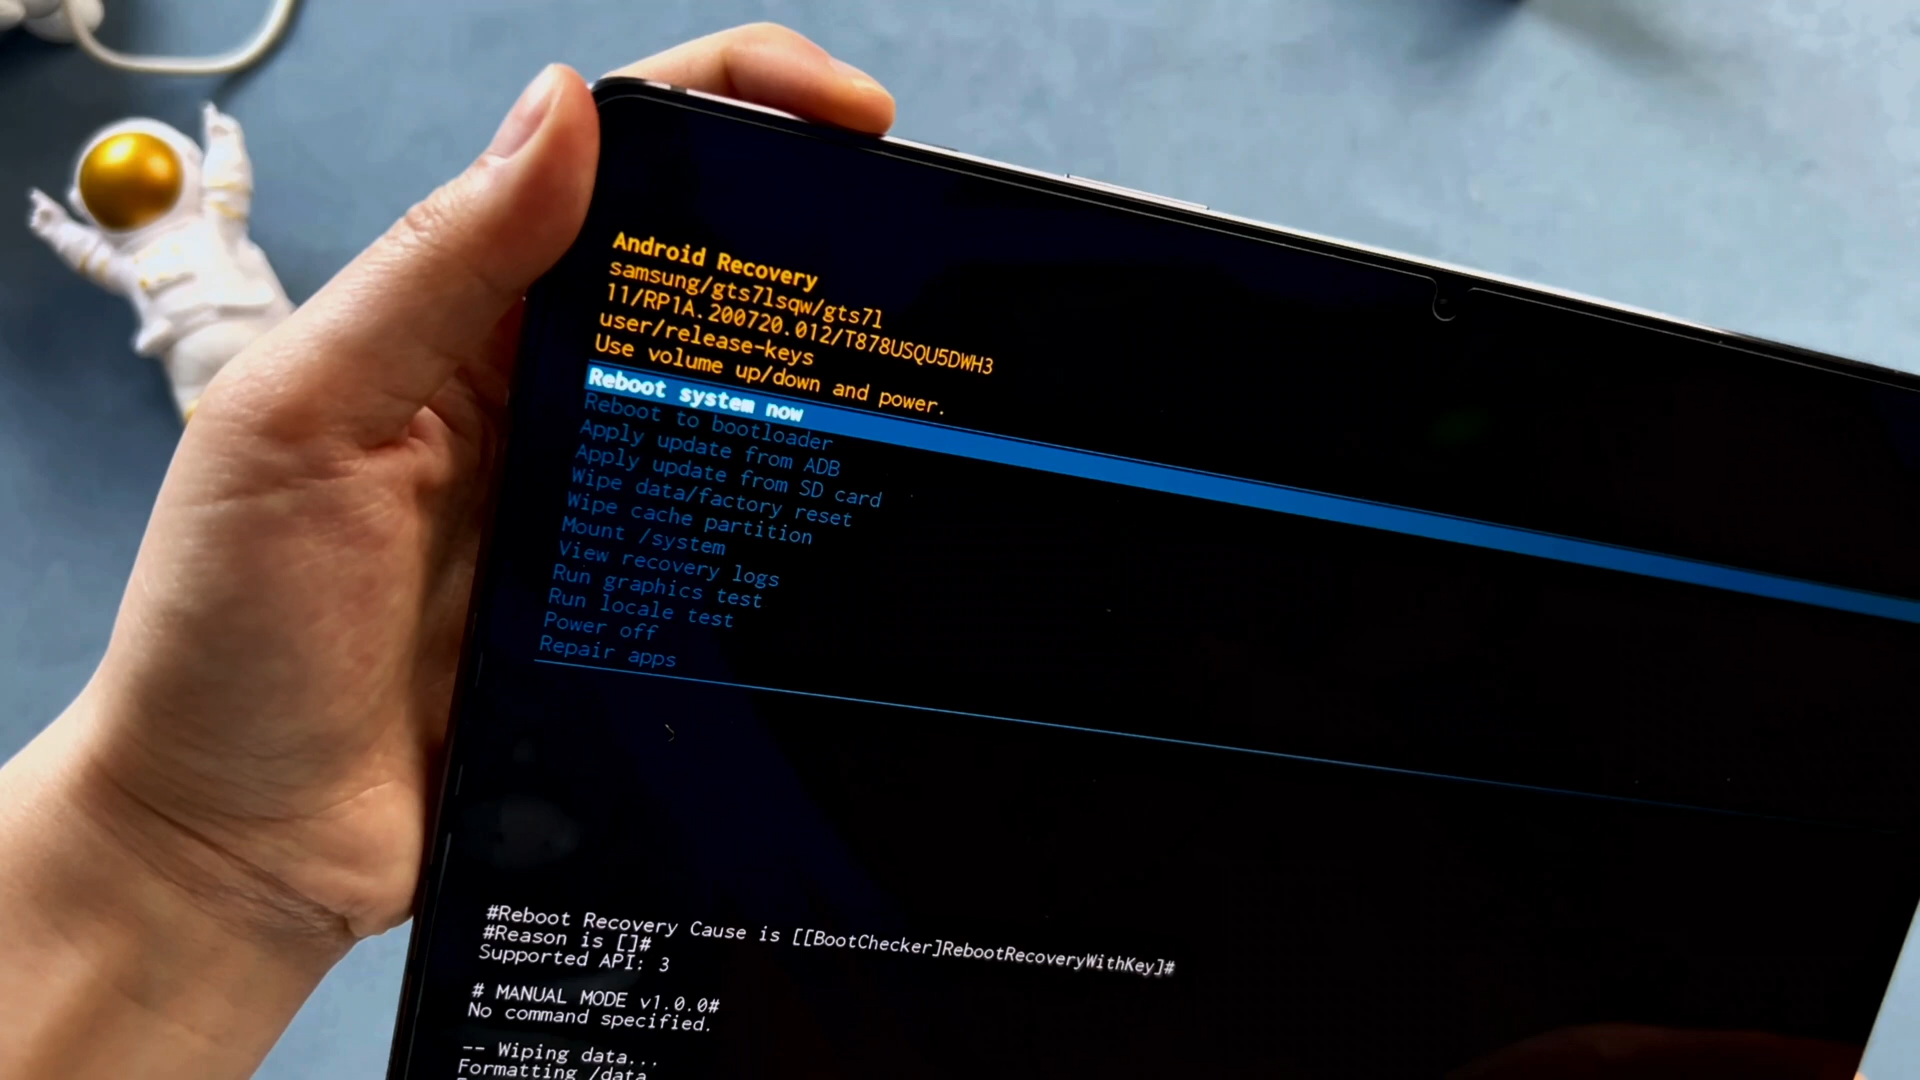 Android Recovery
samsung/gts7lsqw/gts7l
11/RP1A.200720.012/T878USQU5DWH3
user/release-keys
Use volume up/down and power.
Reboot system now
Reboot to bootloader
Apply update from ADB
Apply update from SD card
Wipe data/factory reset
Wipe cache partition
Mount /system
View recovery logs
Run graphics test
Run locale test
Power off
Repair apps
#Reboot Recovery Cause is [[BootChecker]RebootRecoveryWithKey]#
#Reason is []#
Supported API: 3
# MANUAL MODE v1.0.0#
No command specified.
-- Wiping data...
Formatting /data